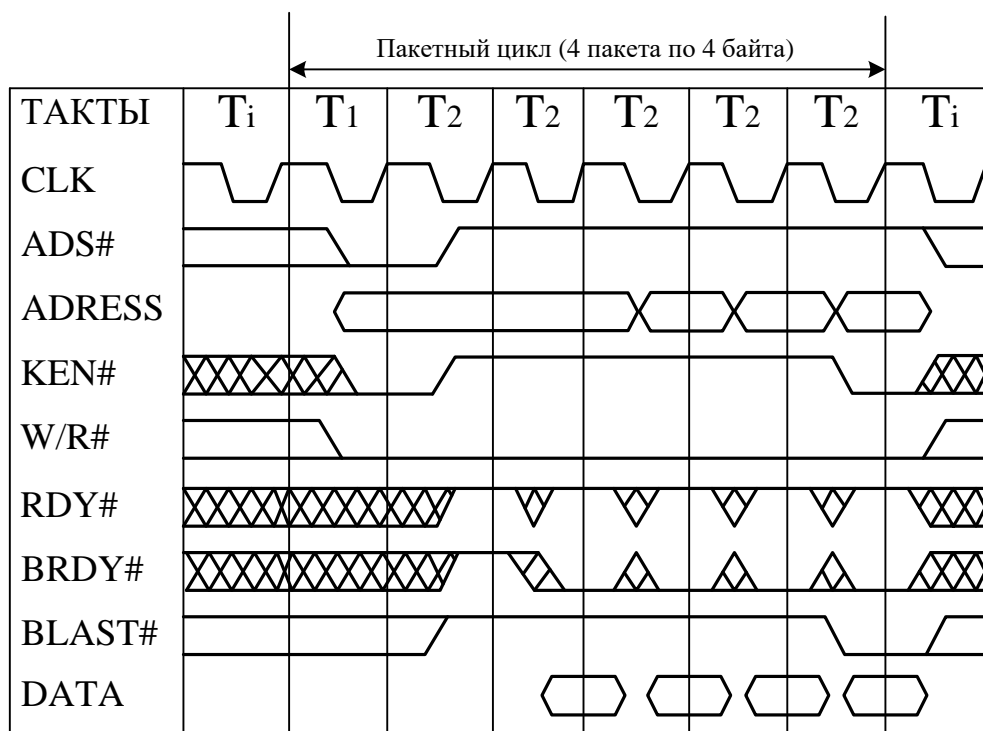 Пакетный цикл (4 пакета по 4 байта)
ТАКТЫ Ti T1 T2 T2 T2 T2 T2 Ti
CLK
ADS#
ADRESS
KEN#
W/R#
RDY#
BRDY#
BLAST#
DATA